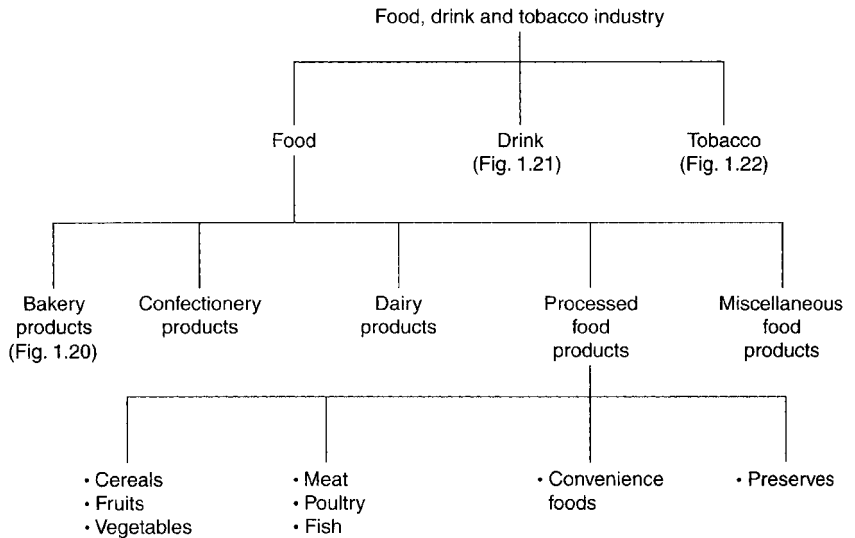 Food, drink and tobacco industry
Food
Drink
(Fig. 1.21)
Tobacco
(Fig. 1.22)
Bakery
products
(Fig. 1.20)
Confectionery
products
Dairy
products
Processed
food
products
Miscellaneous
food
products
• Cereals
• Fruits
• Vegetables
• Meat
• Poultry
• Fish
• Convenience
foods
• Preserves